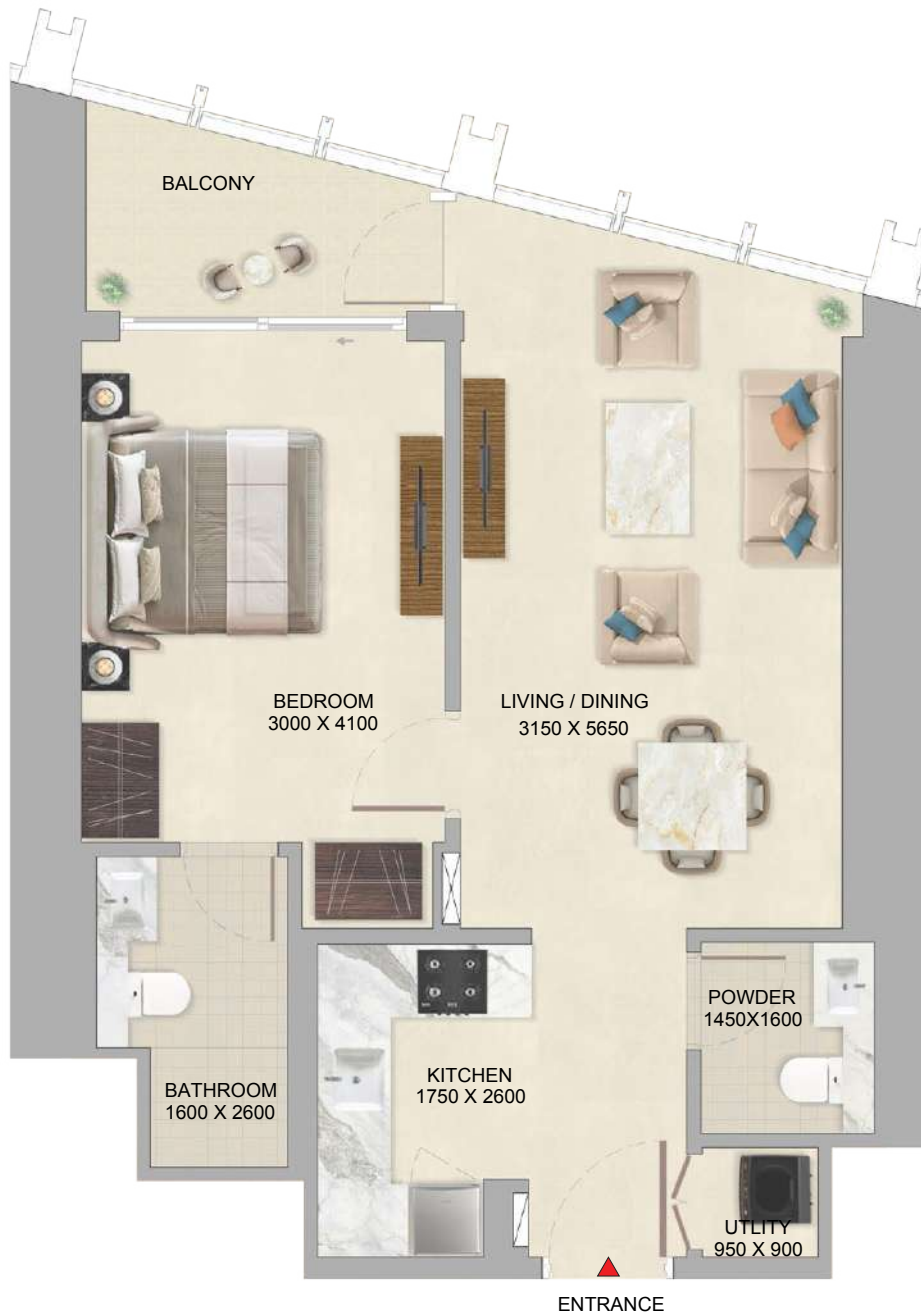 BALCONY
BEDROOM
3000 X 4100
LIVING / DINING
3150 X 5650
POWDER
1450X1600
KITCHEN
1750 X 2600
BATHROOM
1600 X 2600
UTLITY
950 X 900
ENTRANCE